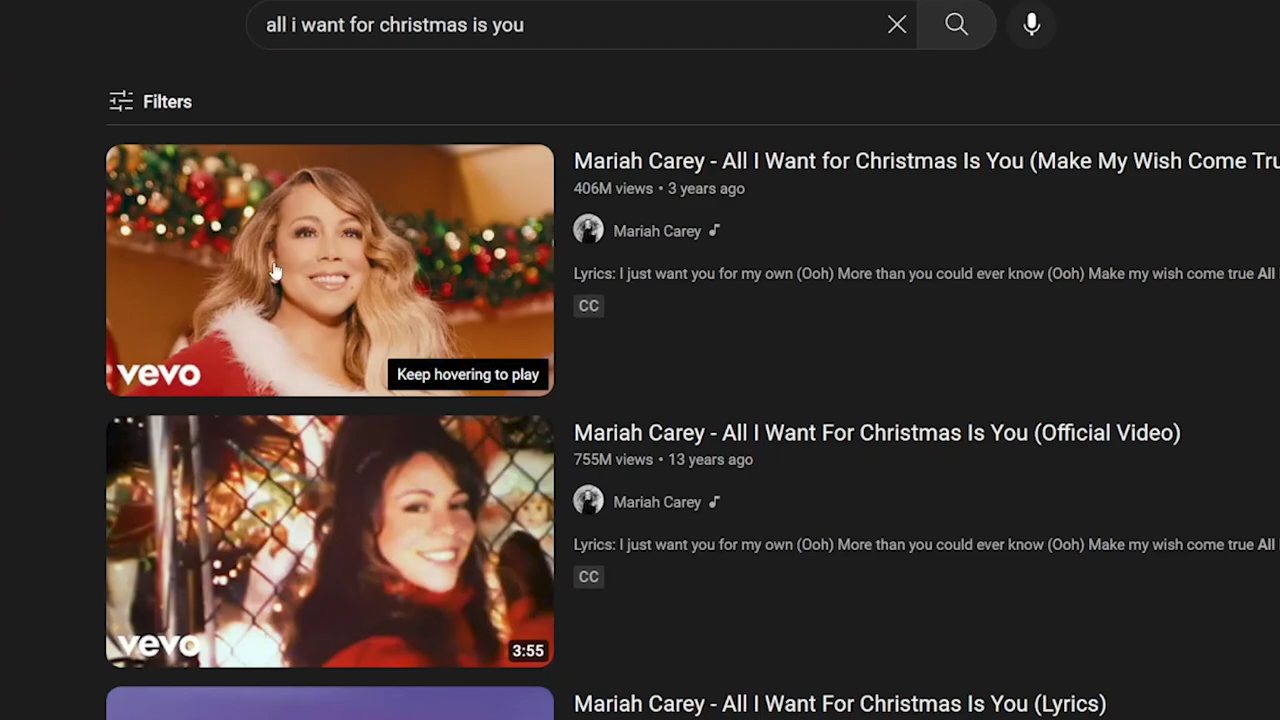 all i want for christmas is you
Filters
Mariah Carey - All I Want for Christmas Is You (Make My Wish Come Tru
406M views • 3 years ago
Mariah Carey
Lyrics: I just want you for my own (Ooh) More than you could ever know (Ooh) Make my wish come true All I
CC
vevo
Keep hovering to play
Mariah Carey - All I Want For Christmas Is You (Official Video)
755M views • 13 years ago
Mariah Carey
Lyrics: I just want you for my own (Ooh) More than you could ever know (Ooh) Make my wish come true All I
CC
vevo
3:55
Mariah Carey - All I Want For Christmas Is You (Lyrics)